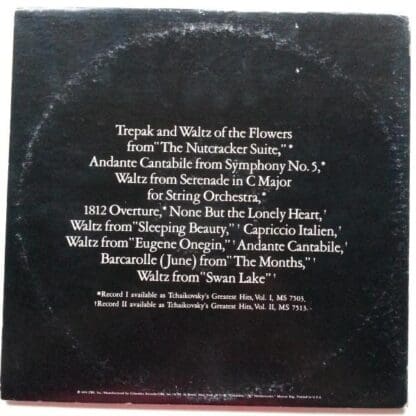 Trepak and Waltz of the Flowers
from "The Nutcracker Suite,"*
Andante Cantabile from Symphony No. 5,*
Waltz from Serenade in C Major
for String Orchestra,*
1812 Overture,* None But the Lonely Heart,†
Waltz from "Sleeping Beauty,"† Capriccio Italien,†
Waltz from "Eugene Onegin,"† Andante Cantabile,†
Barcarolle (June) from "The Months,"†
Waltz from "Swan Lake"†
*Record I available as Tchaikovsky's Greatest Hits, Vol. I, MS 7503.
†Record II available as Tchaikovsky's Greatest Hits, Vol. II, MS 7513.